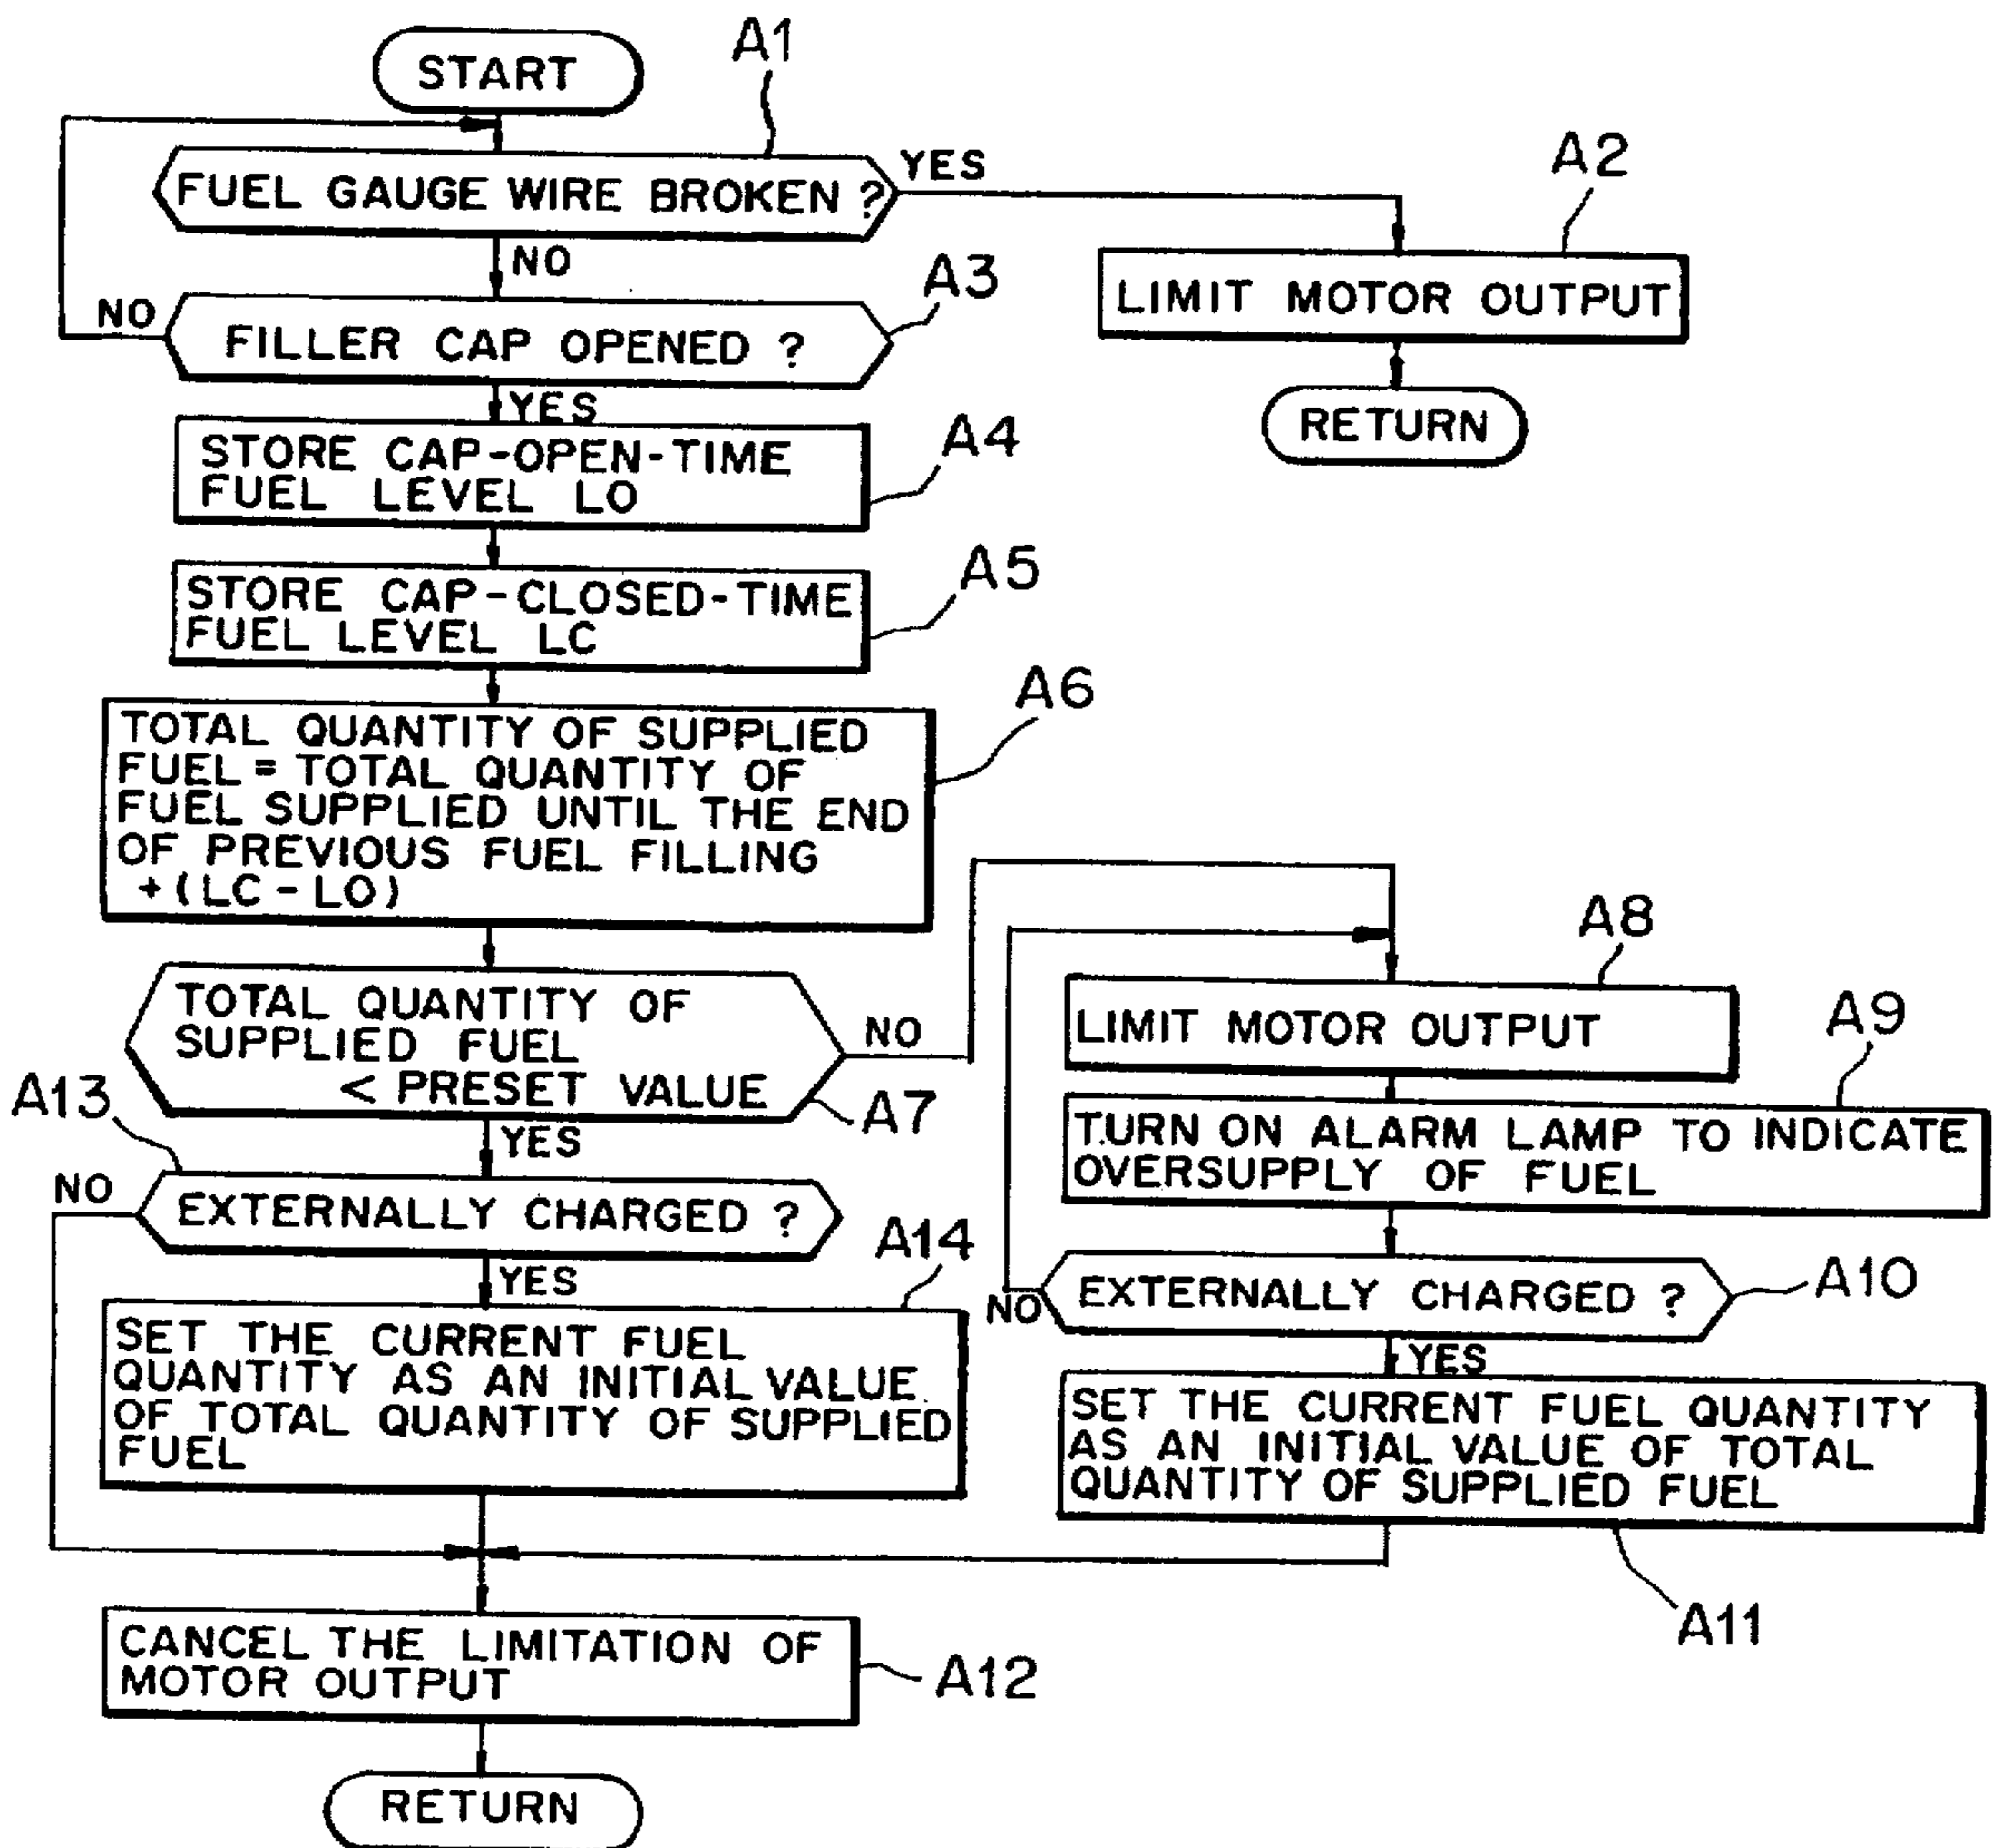 START
A1
FUEL GAUGE WIRE BROKEN ?
YES
A2
LIMIT MOTOR OUTPUT
RETURN
NO
A3
NO
FILLER CAP OPENED ?
YES
STORE CAP-OPEN-TIME
FUEL LEVEL LO
A4
STORE CAP-CLOSED-TIME
FUEL LEVEL LC
A5
TOTAL QUANTITY OF SUPPLIED
FUEL = TOTAL QUANTITY OF
FUEL SUPPLIED UNTIL THE END
OF PREVIOUS FUEL FILLING
+(LC-LO)
A6
TOTAL QUANTITY OF
SUPPLIED FUEL
< PRESET VALUE
NO
A7
A8
LIMIT MOTOR OUTPUT
A9
TURN ON ALARM LAMP TO INDICATE
OVERSUPPLY OF FUEL
A13
YES
NO
EXTERNALLY CHARGED ?
A14
YES
SET THE CURRENT FUEL
QUANTITY AS AN INITIAL VALUE
OF TOTAL QUANTITY OF SUPPLIED
FUEL
NO
EXTERNALLY CHARGED ?
A10
YES
SET THE CURRENT FUEL QUANTITY
AS AN INITIAL VALUE OF TOTAL
QUANTITY OF SUPPLIED FUEL
A11
CANCEL THE LIMITATION OF
MOTOR OUTPUT
A12
RETURN